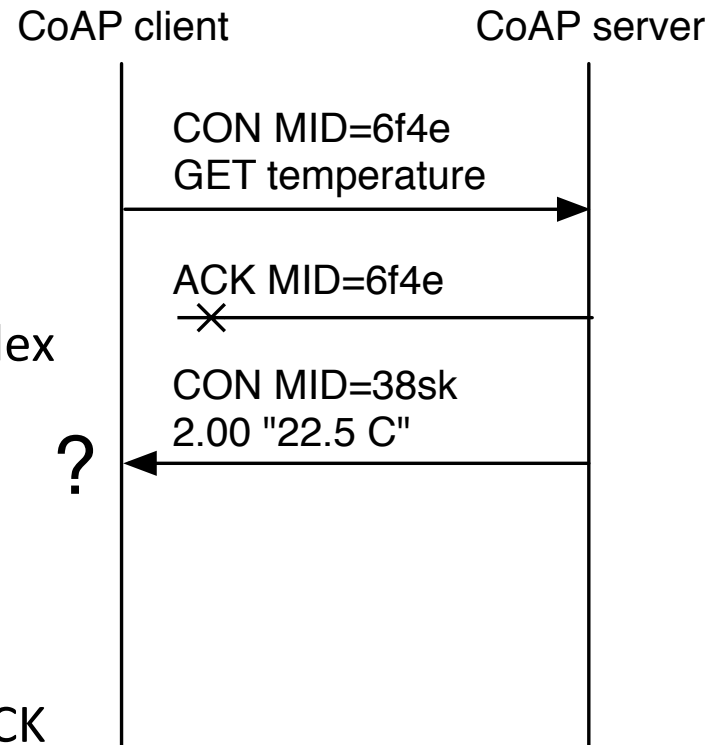 CoAP client
CoAP server
CON MID=6f4e
GET temperature
ACK MID=6f4e
CON MID=38sk
2.00 "22.5 C"
?